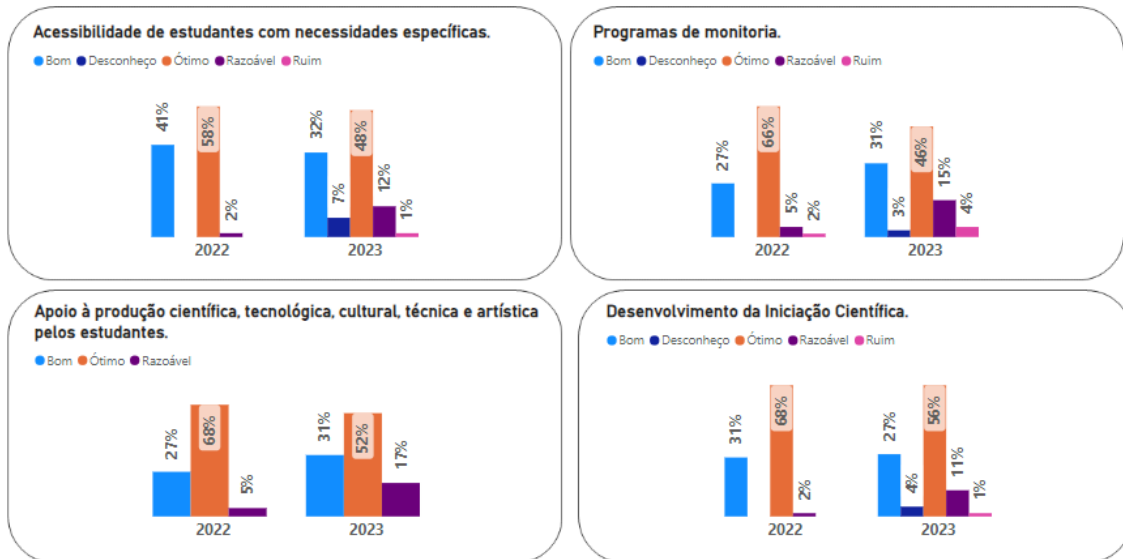 Acessibilidade de estudantes com necessidades específicas.
Bom Desconheço Ótimo Razoável Ruim
41% 58% 2% 32% 7% 48% 12% 1%
2022 2023
Programas de monitoria.
Bom Desconheço Ótimo Razoável Ruim
27% 66% 5% 2% 31% 3% 46% 15% 4%
2022 2023
Apoio à produção científica, tecnológica, cultural, técnica e artística
pelos estudantes.
Bom Ótimo Razoável
27% 68% 5% 31% 52% 17%
2022 2023
Desenvolvimento da Iniciação Científica.
Bom Desconheço Ótimo Razoável Ruim
31% 68% 2% 27% 4% 56% 11% 1%
2022 2023